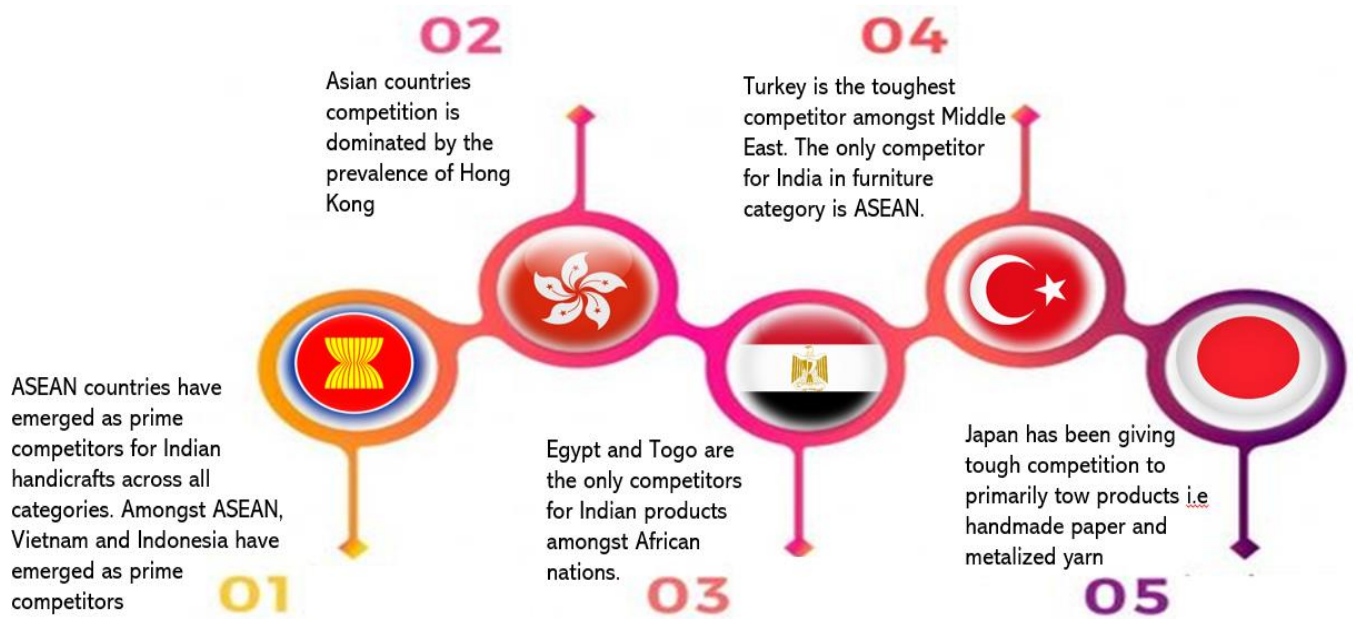 01
ASEAN countries have
emerged as prime
competitors for Indian
handicrafts across all
categories. Amongst ASEAN,
Vietnam and Indonesia have
emerged as prime
competitors
02
Asian countries
competition is
dominated by the
prevalence of Hong
Kong
03
Egypt and Togo are
the only competitors
for Indian products
amongst African
nations.
04
Turkey is the toughest
competitor amongst Middle
East. The only competitor
for India in furniture
category is ASEAN.
05
Japan has been giving
tough competition to
primarily tow products i.e
handmade paper and
metalized yarn